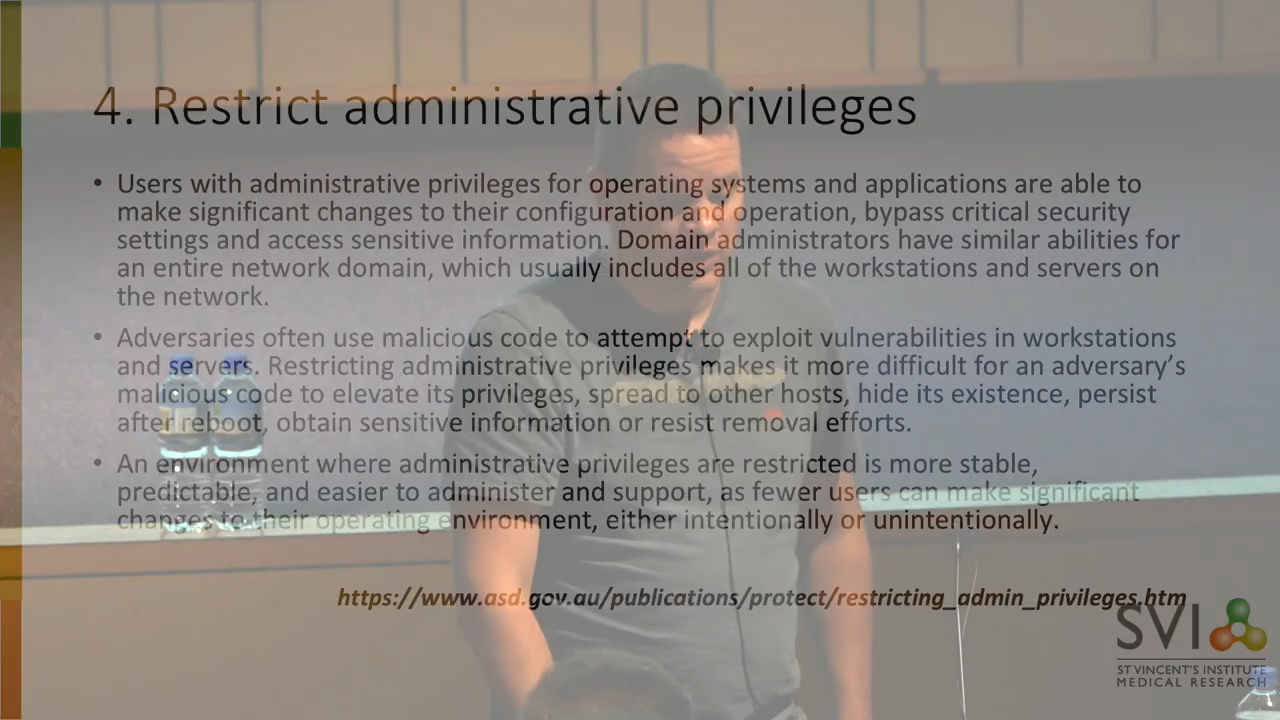 4. Restrict administrative privileges
• Users with administrative privileges for operating systems and applications are able to
make significant changes to their configuration and operation, bypass critical security
settings and access sensitive information. Domain administrators have similar abilities for
an entire network domain, which usually includes all of the workstations and servers on
the network.
• Adversaries often use malicious code to attempt to exploit vulnerabilities in workstations
and servers. Restricting administrative privileges makes it more difficult for an adversary’s
malicious code to elevate its privileges, spread to other hosts, hide its existence, persist
after reboot, obtain sensitive information or resist removal efforts.
• An environment where administrative privileges are restricted is more stable,
predictable, and easier to administer and support, as fewer users can make significant
changes to their operating environment, either intentionally or unintentionally.
https://www.asd.gov.au/publications/protect/restricting_admin_privileges.htm
SVI
ST VINCENT'S INSTITUTE
MEDICAL RESEARCH